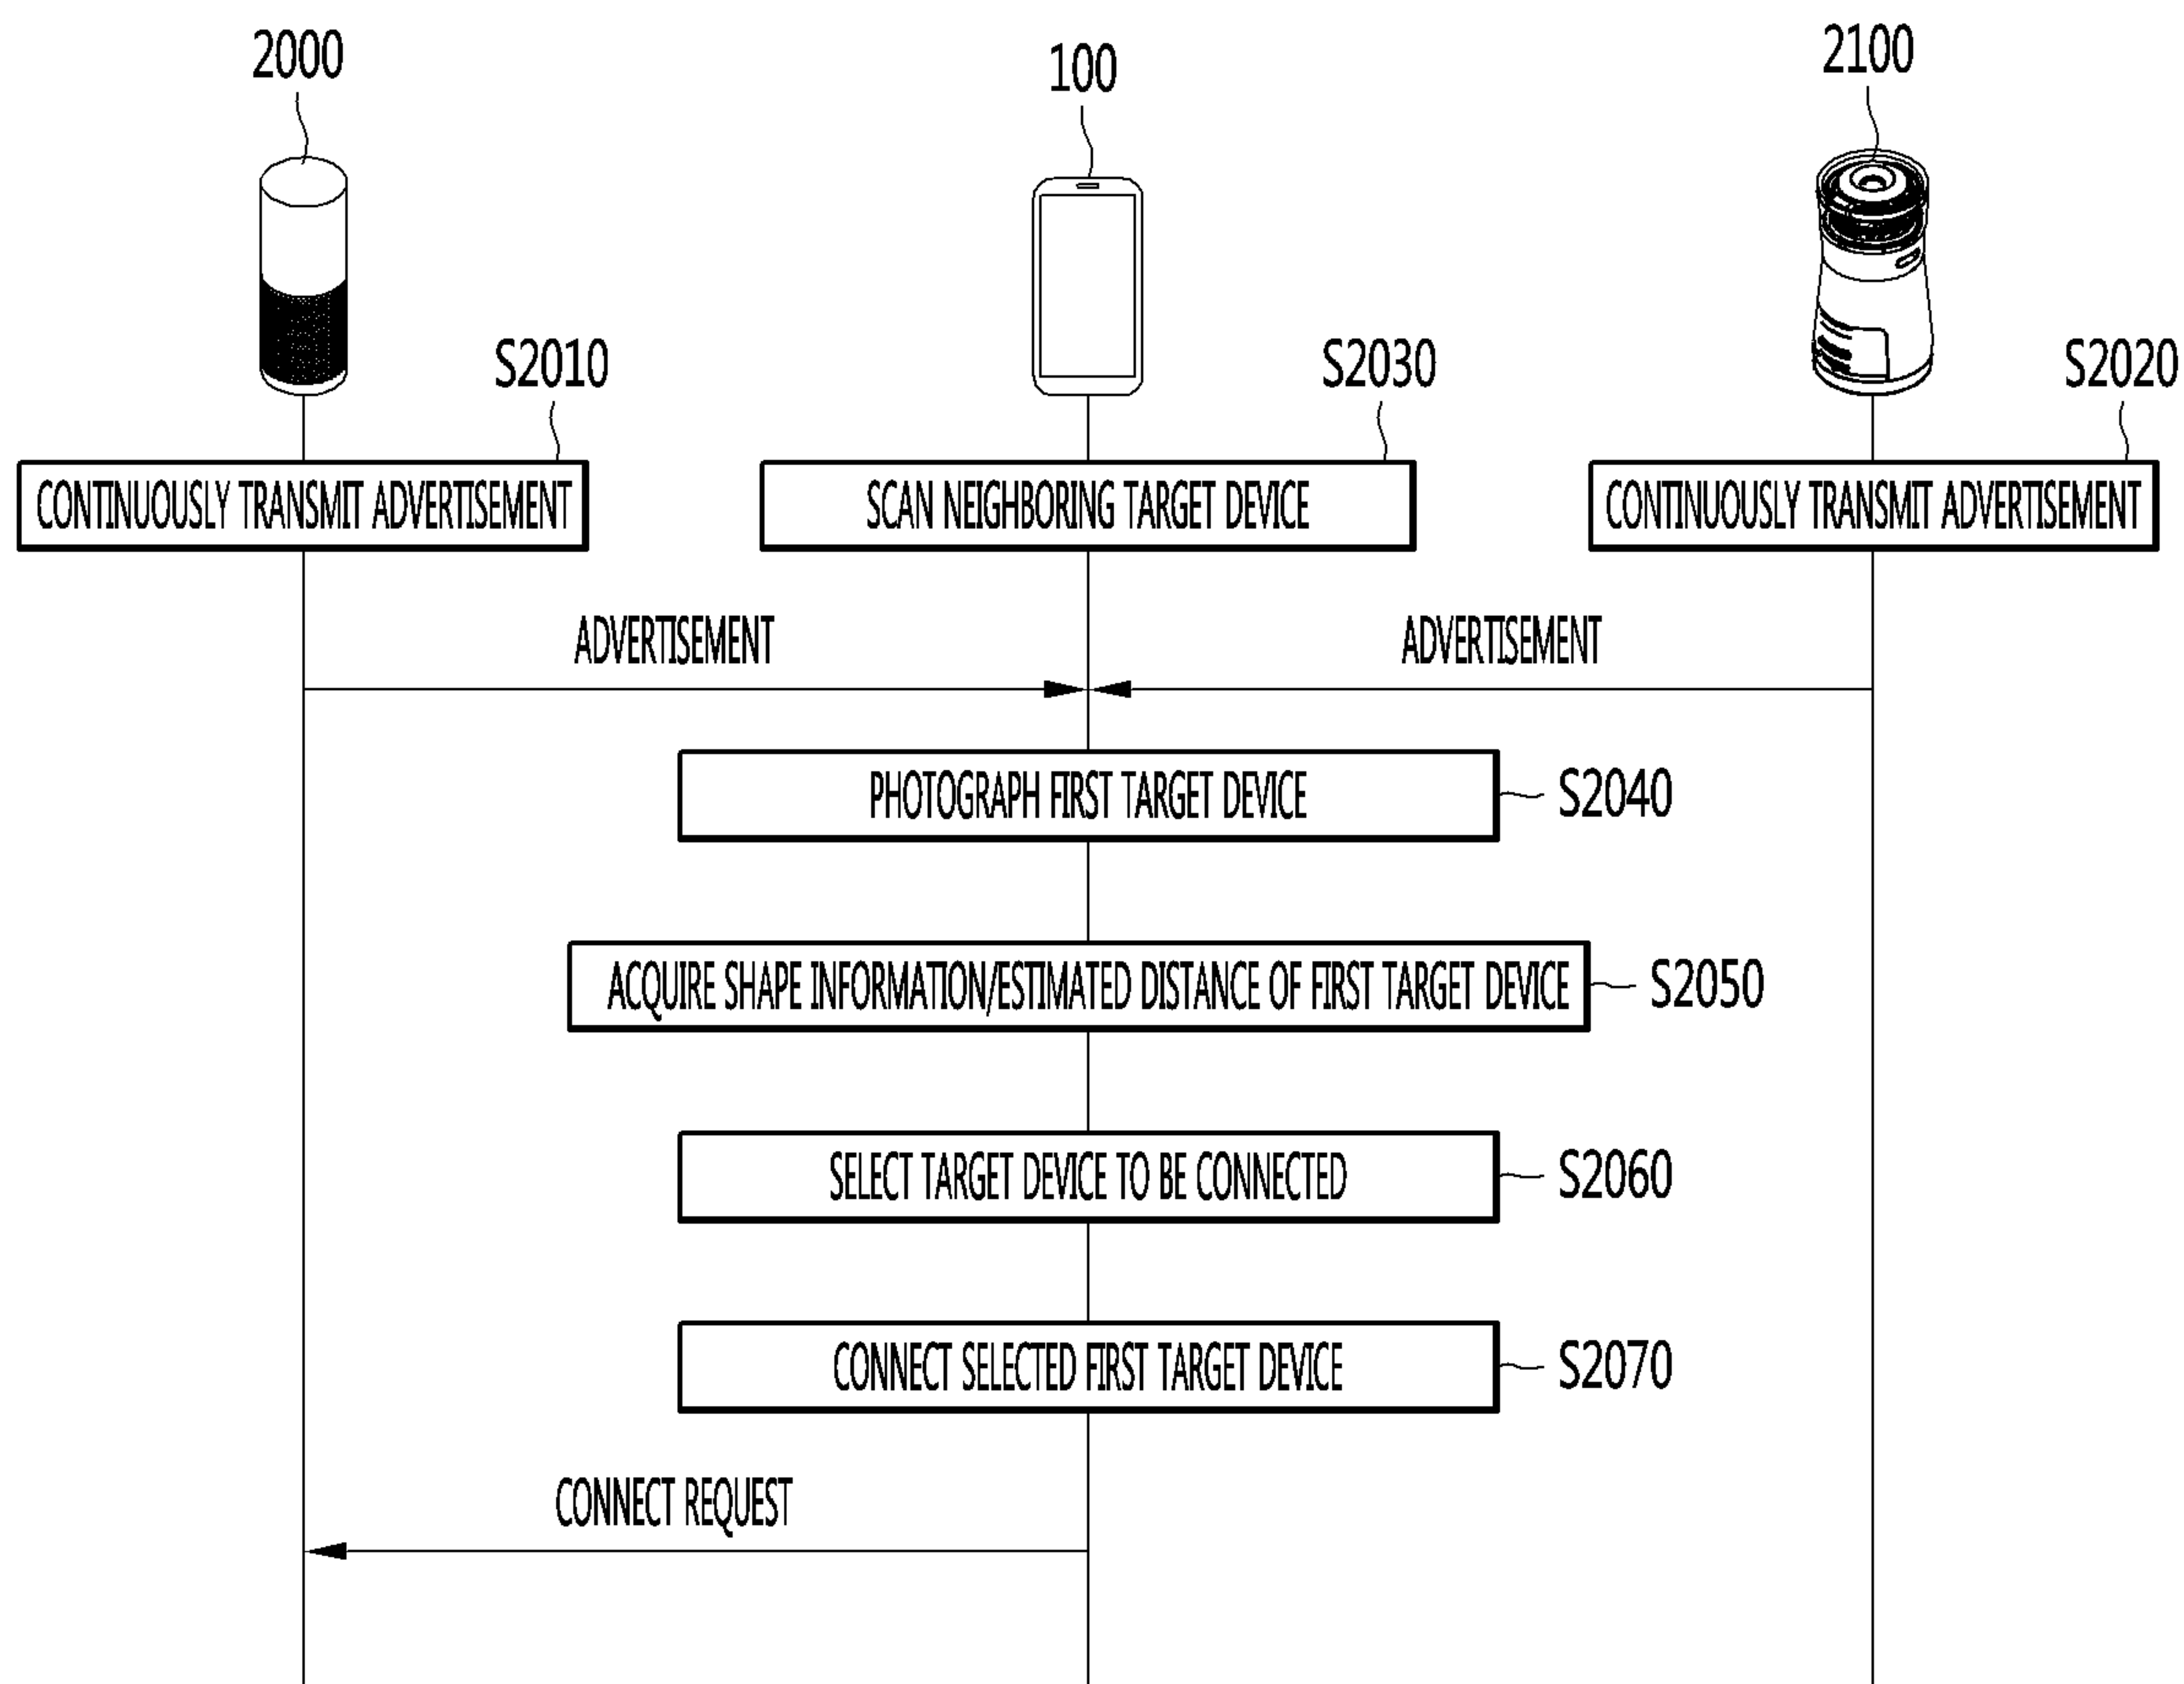 2000
100
2100
S2010
S2030
S2020
CONTINUOUSLY TRANSMIT ADVERTISEMENT
SCAN NEIGHBORING TARGET DEVICE
CONTINUOUSLY TRANSMIT ADVERTISEMENT
ADVERTISEMENT
ADVERTISEMENT
PHOTOGRAPH FIRST TARGET DEVICE
S2040
ACQUIRE SHAPE INFORMATION/ESTIMATED DISTANCE OF FIRST TARGET DEVICE
S2050
SELECT TARGET DEVICE TO BE CONNECTED
S2060
CONNECT SELECTED FIRST TARGET DEVICE
S2070
CONNECT REQUEST